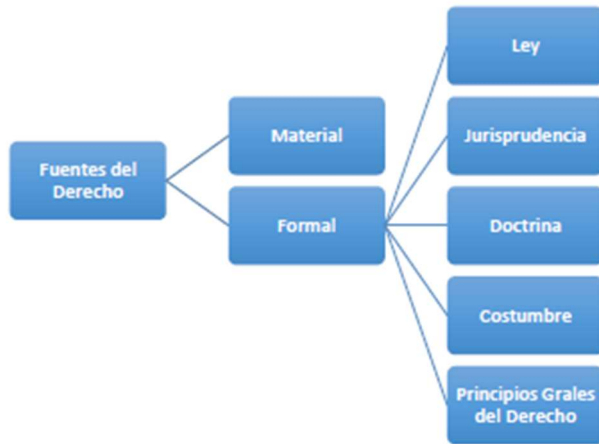 Fuentes del
Derecho
Material
Formal
Ley
Jurisprudencia
Doctrina
Costumbre
Principios Grales
del Derecho